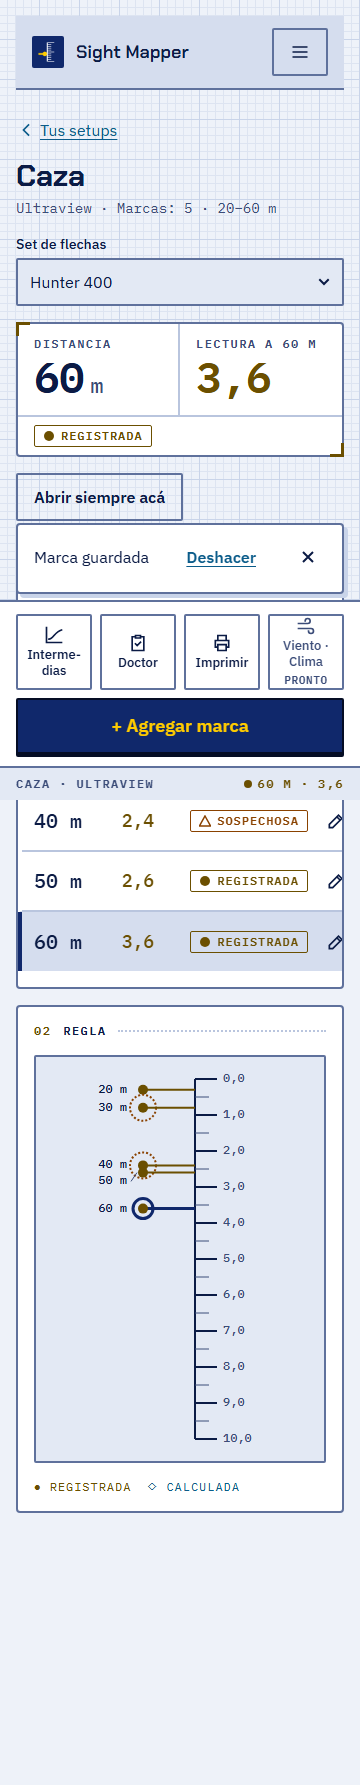 Sight Mapper
Tus setups
Caza
Ultraview · Marcas: 5 · 20–60 m
Set de flechas
Hunter 400
DISTANCIA
LECTURA A 60 M
60 m
3,6
REGISTRADA
Abrir siempre acá
Marca guardada
Deshacer
Interme-
dias
Doctor
Imprimir
Viento ·
Clima
PRONTO
+ Agregar marca
CAZA · ULTRAVIEW
60 M · 3,6
40 m 2,4 SOSPECHOSA
50 m 2,6 REGISTRADA
60 m 3,6 REGISTRADA
02 REGLA
20 m
30 m
40 m
50 m
60 m
0,0
1,0
2,0
3,0
4,0
5,0
6,0
7,0
8,0
9,0
10,0
REGISTRADA
CALCULADA